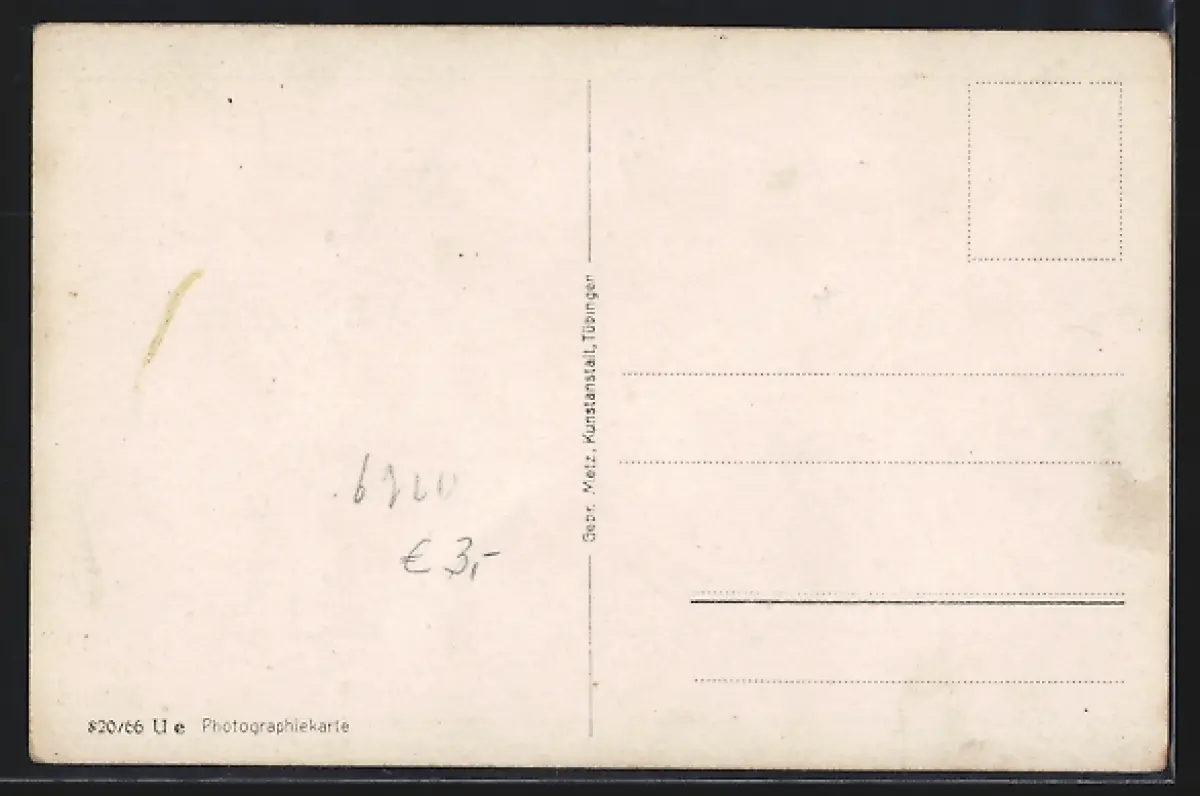 6720
€ 3,-
Gebr. Metz, Kunstanstalt, Tübingen
820/66 U e Photographiekarte